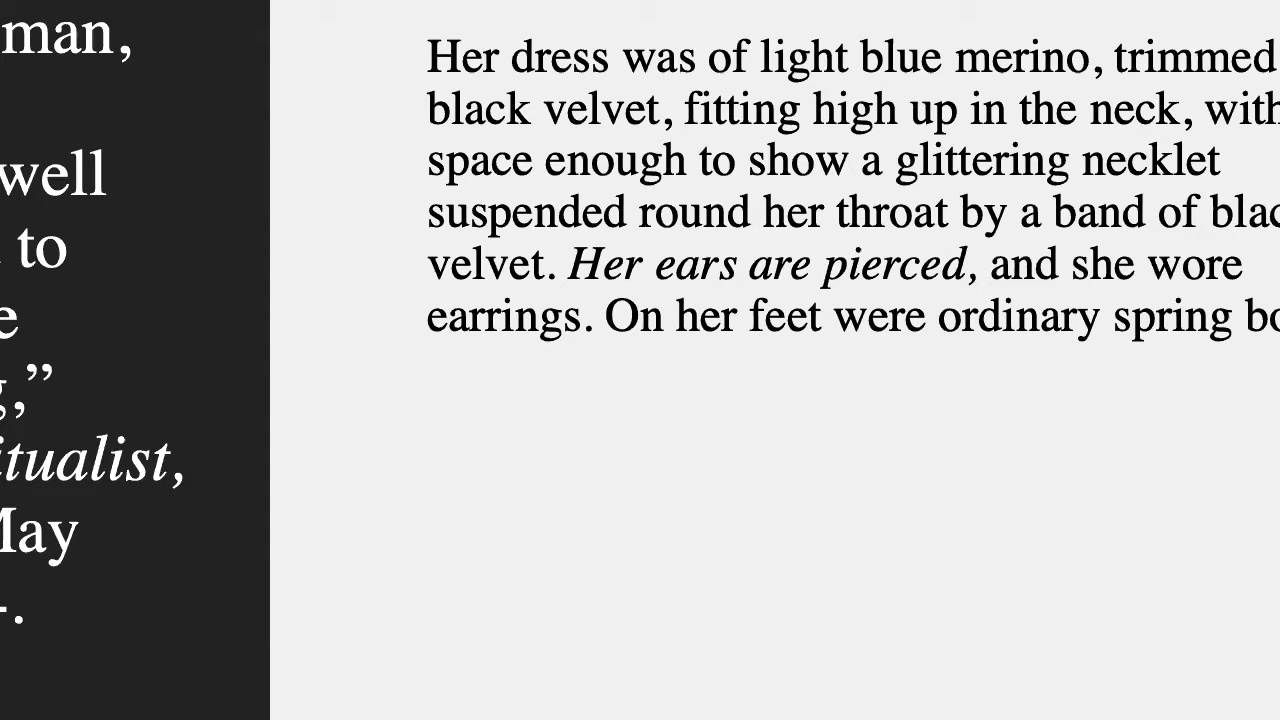 man,
well
to
e
g,”
itualist,
May
-.
Her dress was of light blue merino, trimmed
black velvet, fitting high up in the neck, with
space enough to show a glittering necklet
suspended round her throat by a band of
velvet. Her ears are pierced, and she wore
earrings. On her feet were ordinary spring